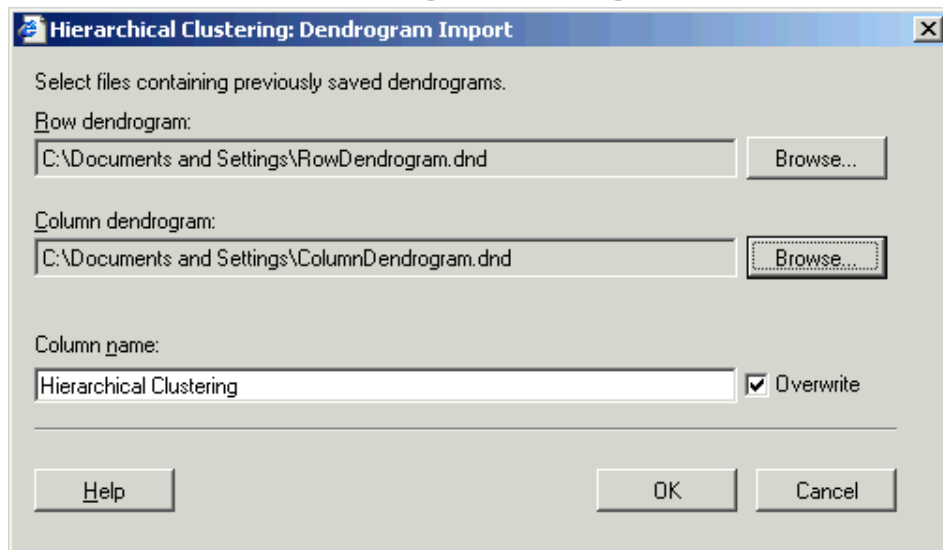 Hierarchical Clustering: Dendrogram Import
Select files containing previously saved dendrograms.
Row dendrogram:
C:\Documents and Settings\RowDendrogram.dnd Browse...
Column dendrogram:
C:\Documents and Settings\ColumnDendrogram.dnd Browse...
Column name:
Hierarchical Clustering Overwrite
Help OK Cancel